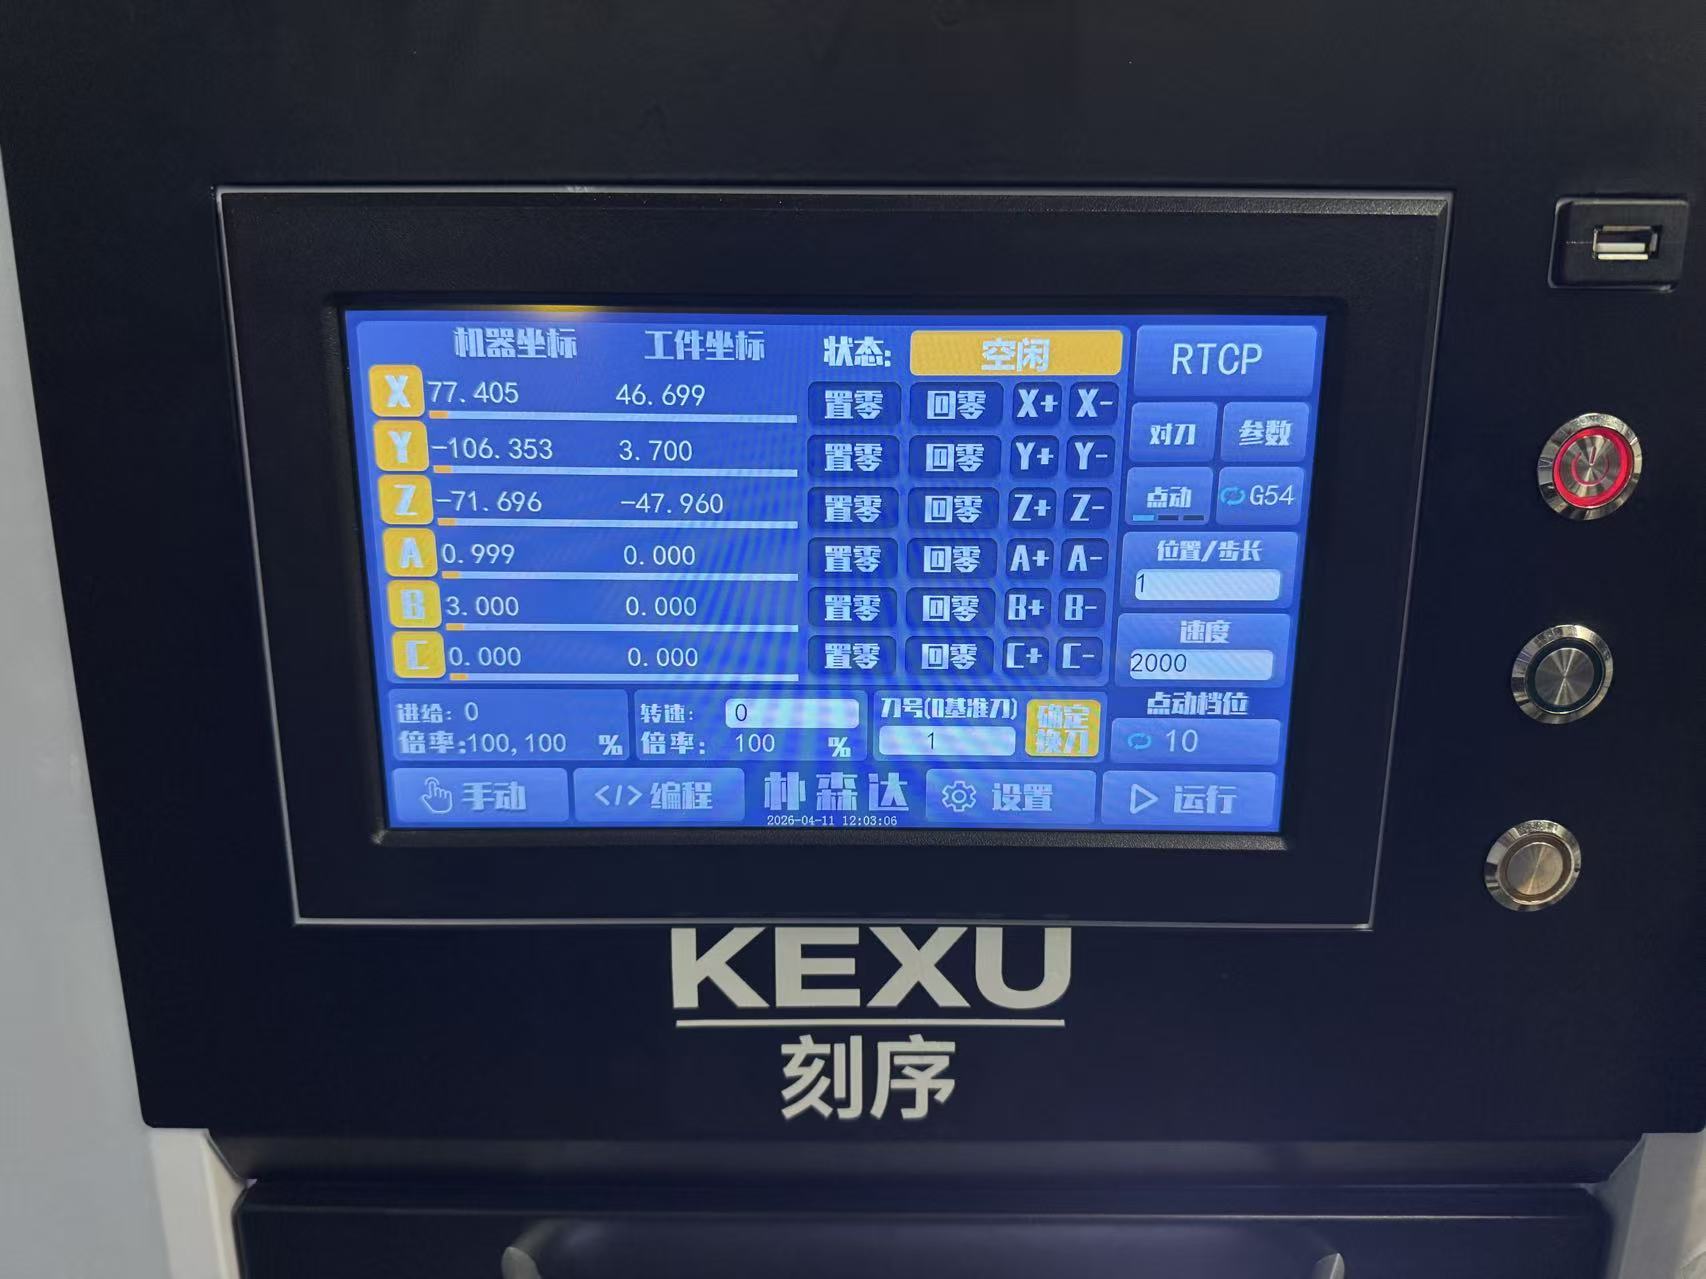 机器坐标 工件坐标 状态: 空闲 RTCP
X 77.405 46.699 置零 回零 X+ X-
Y -106.353 3.700 置零 回零 Y+ Y-
对刀 参数
Z -71.696 -47.960 置零 回零 Z+ Z-
点动 G54
A 0.999 0.000 置零 回零 A+ A-
位置/步长
1
B 3.000 0.000 置零 回零 B+ B-
速度
2000
C 0.000 0.000 置零 回零 C+ C-
进给: 0 转速: 0 刀号(0基准刀) 确定 点动档位
倍率:100,100 % 倍率: 100 % 1 换刀 10
手动 </> 编程 朴森达 设置 运行
2026-04-11 12:03:06
KEXU
刻序